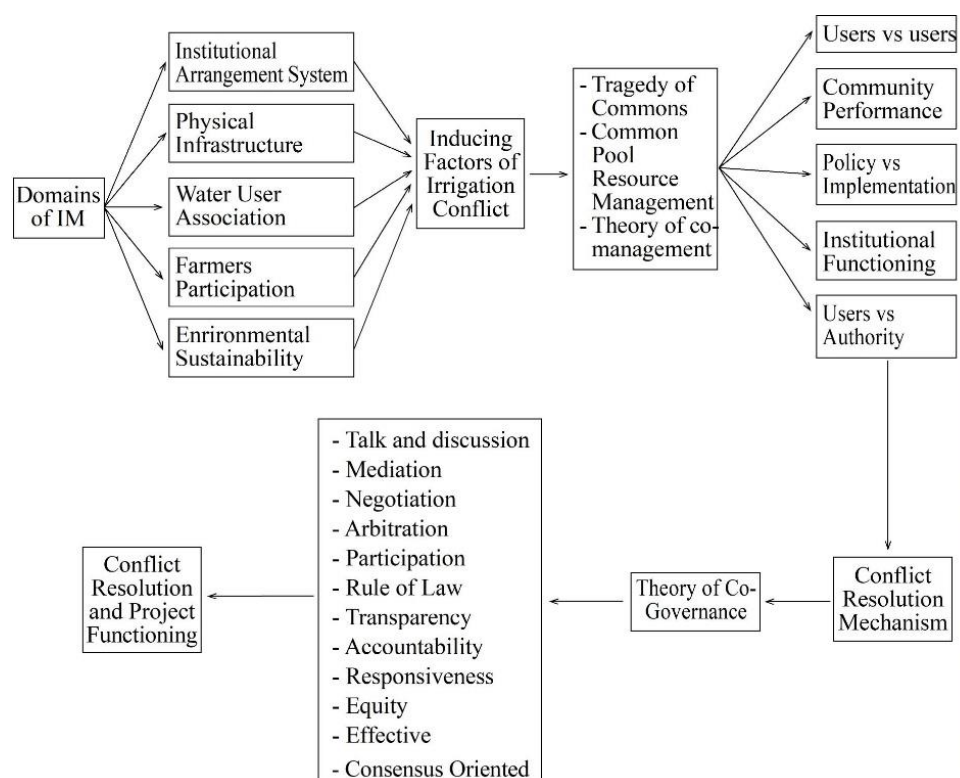 Domains
of IM
Institutional
Arrangement System
Physical
Infrastructure
Water User
Association
Farmers
Participation
Enrironmental
Sustainability
Inducing
Factors of
Irrigation
Conflict
- Tragedy of
Commons
- Common
Pool
Resource
Management
- Theory of co-
management
Users vs users
Community
Performance
Policy vs
Implementation
Institutional
Functioning
Users vs
Authority
Conflict
Resolution
Mechanism
Theory of Co-
Governance
- Talk and discussion
- Mediation
- Negotiation
- Arbitration
- Participation
- Rule of Law
- Transparency
- Accountability
- Responsiveness
- Equity
- Effective
- Consensus Oriented
Conflict
Resolution
and Project
Functioning